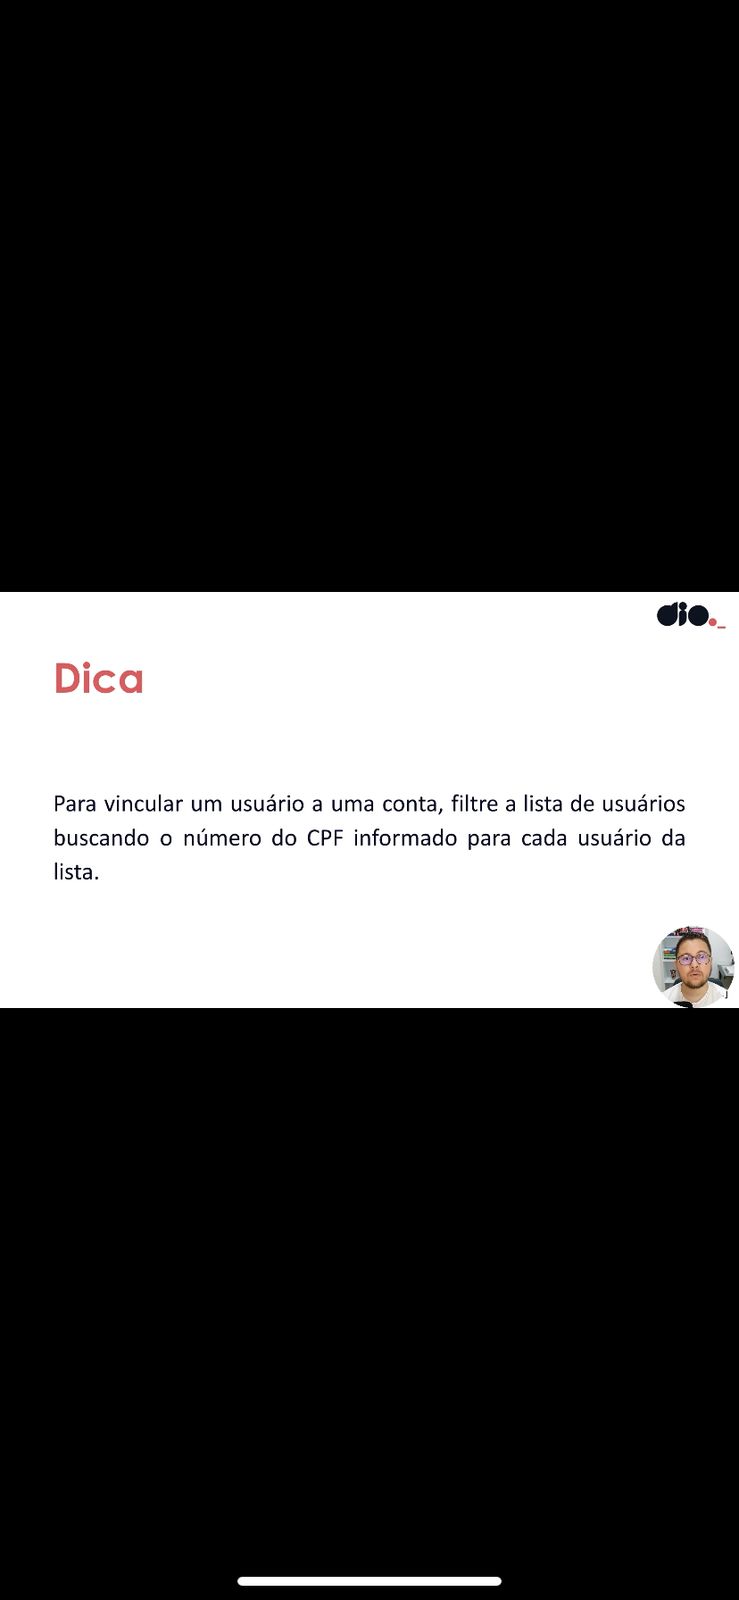 dio._
Dica
Para vincular um usuário a uma conta, filtre a lista de usuários
buscando o número do CPF informado para cada usuário da
lista.